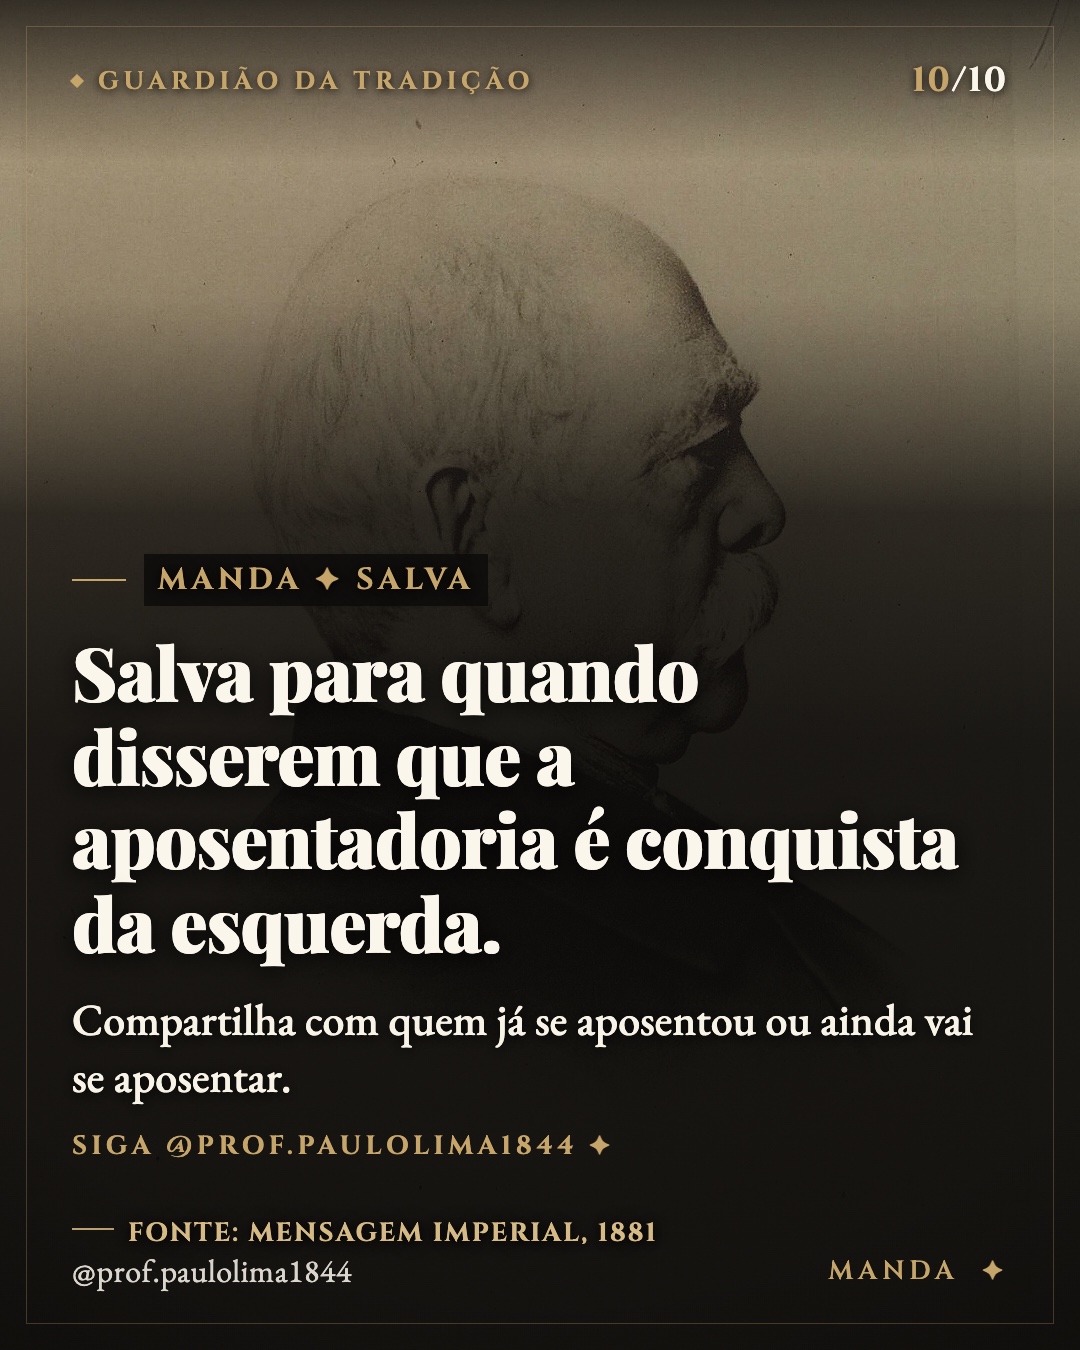 ◆ GUARDIÃO DA TRADIÇÃO
10/10
MANDA ✦ SALVA
Salva para quando
disserem que a
aposentadoria é conquista
da esquerda.
Compartilha com quem já se aposentou ou ainda vai
se aposentar.
SIGA @PROF.PAULOLIMA1844 ✦
FONTE: MENSAGEM IMPERIAL, 1881
@prof.paulolima1844
MANDA ✦